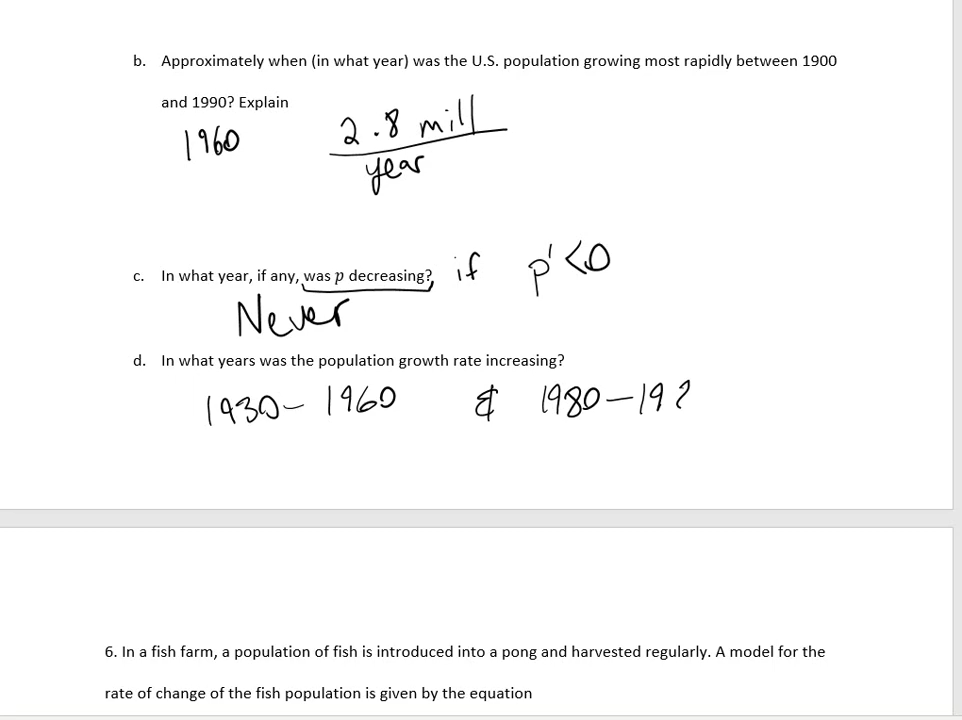 b. Approximately when (in what year) was the U.S. population growing most rapidly between 1900
and 1990? Explain
1960 2.8 mill
year
c. In what year, if any, was p decreasing? if p' <0
Never
d. In what years was the population growth rate increasing?
1930 - 1960 & 1980-19?
6. In a fish farm, a population of fish is introduced into a pong and harvested regularly. A model for the
rate of change of the fish population is given by the equation